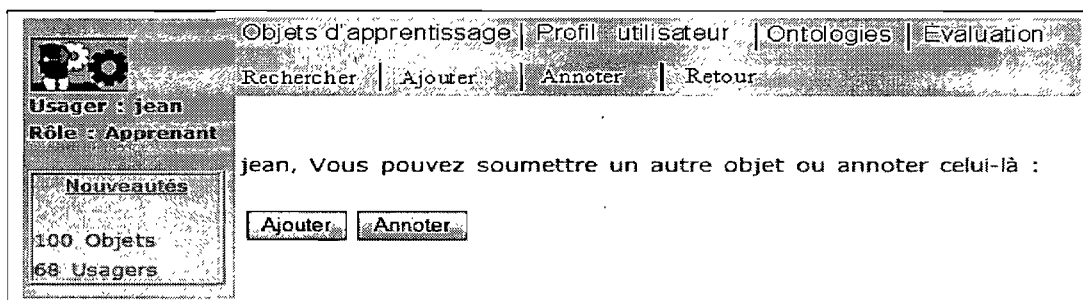 Objets d'apprentissage | Profil utilisateur | Ontologies | Évaluation
Rechercher | Ajouter | Annoter | Retour
Usager : jean
Rôle : Apprenant
jean, Vous pouvez soumettre un autre objet ou annoter celui-là :
Nouveautés
Ajouter Annoter
100 Objets
68 Usagers